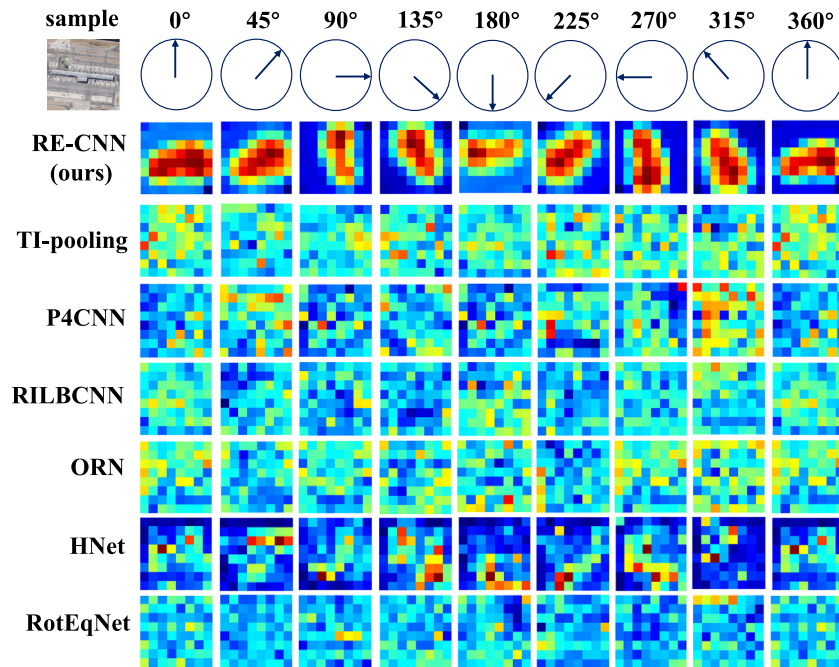 sample 0° 45° 90° 135° 180° 225° 270° 315° 360°
RE-CNN
(ours)
TI-pooling
P4CNN
RILBCNN
ORN
HNet
RotEqNet